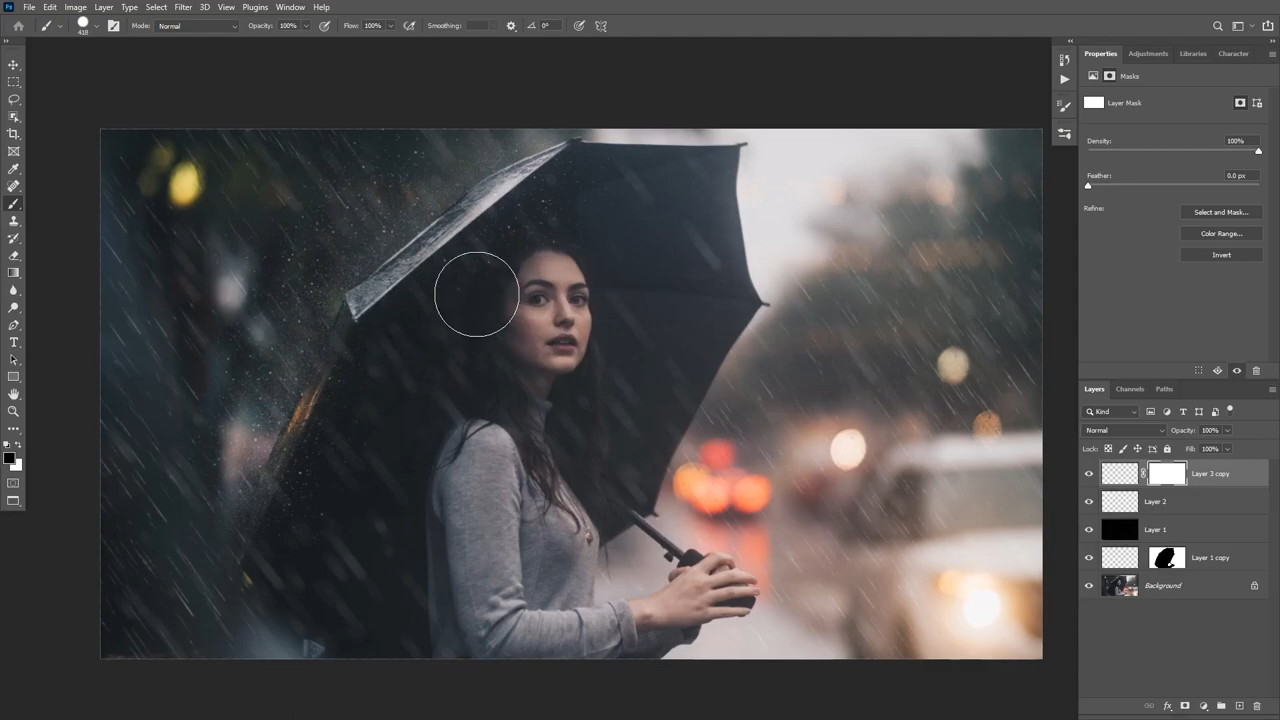 Ps File Edit Image Layer Type Select Filter 3D View Plugins Window Help
418 Mode: Normal Opacity: 100% Flow: 100% Smoothing: 0°
Properties Adjustments Libraries Character
Masks
Layer Mask
Density: 100%
Feather: 0.0 px
Refine: Select and Mask...
Color Range...
Invert
Layers Channels Paths
Kind
Normal Opacity: 100%
Lock: Fill: 100%
Layer 3 copy
Layer 2
Layer 1
Layer 1 copy
Background